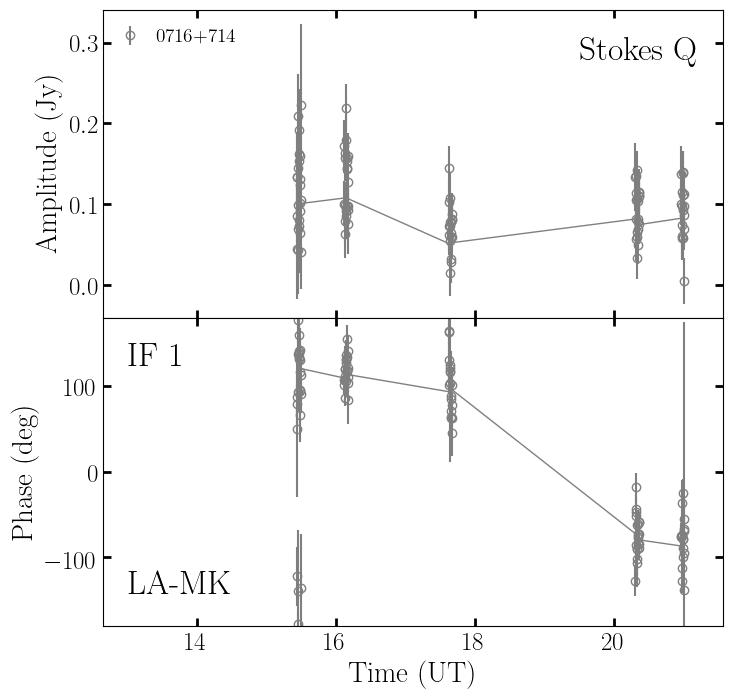 0716+714
Stokes Q
Amplitude (Jy)
0.3
0.2
0.1
0.0
IF 1
Phase (deg)
100
0
−100
LA-MK
14 16 18 20
Time (UT)